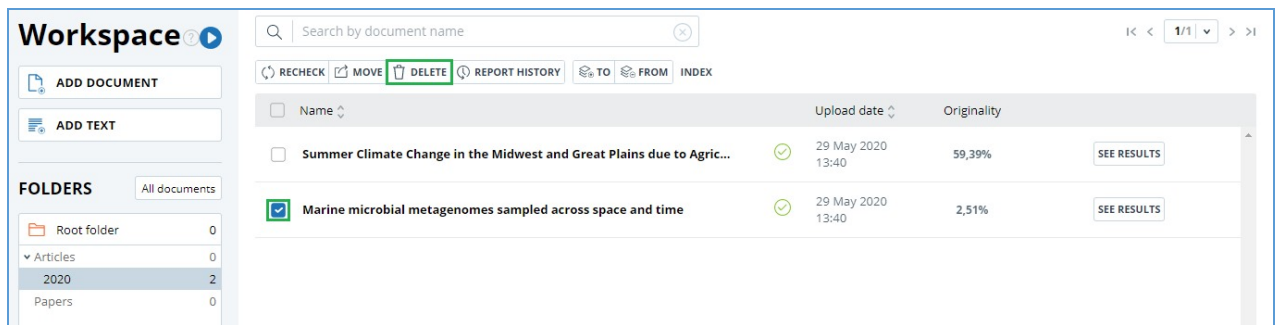 Workspace
Search by document name
1/1
ADD DOCUMENT
ADD TEXT
RECHECK MOVE DELETE REPORT HISTORY TO FROM INDEX
Name Upload date Originality
Summer Climate Change in the Midwest and Great Plains due to Agric... 29 May 2020 13:40 59,39% SEE RESULTS
Marine microbial metagenomes sampled across space and time 29 May 2020 13:40 2,51% SEE RESULTS
FOLDERS All documents
Root folder 0
Articles 0
2020 2
Papers 0